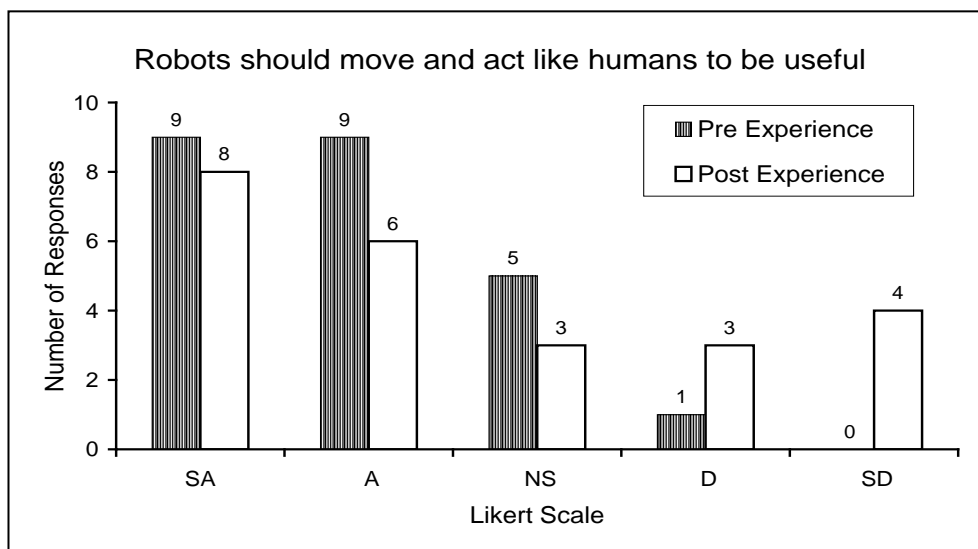 Robots should move and act like humans to be useful
Pre Experience
Post Experience
Number of Responses
10
8
6
4
2
0
9
8
9
6
5
3
1
3
0
4
SA
A
NS
D
SD
Likert Scale